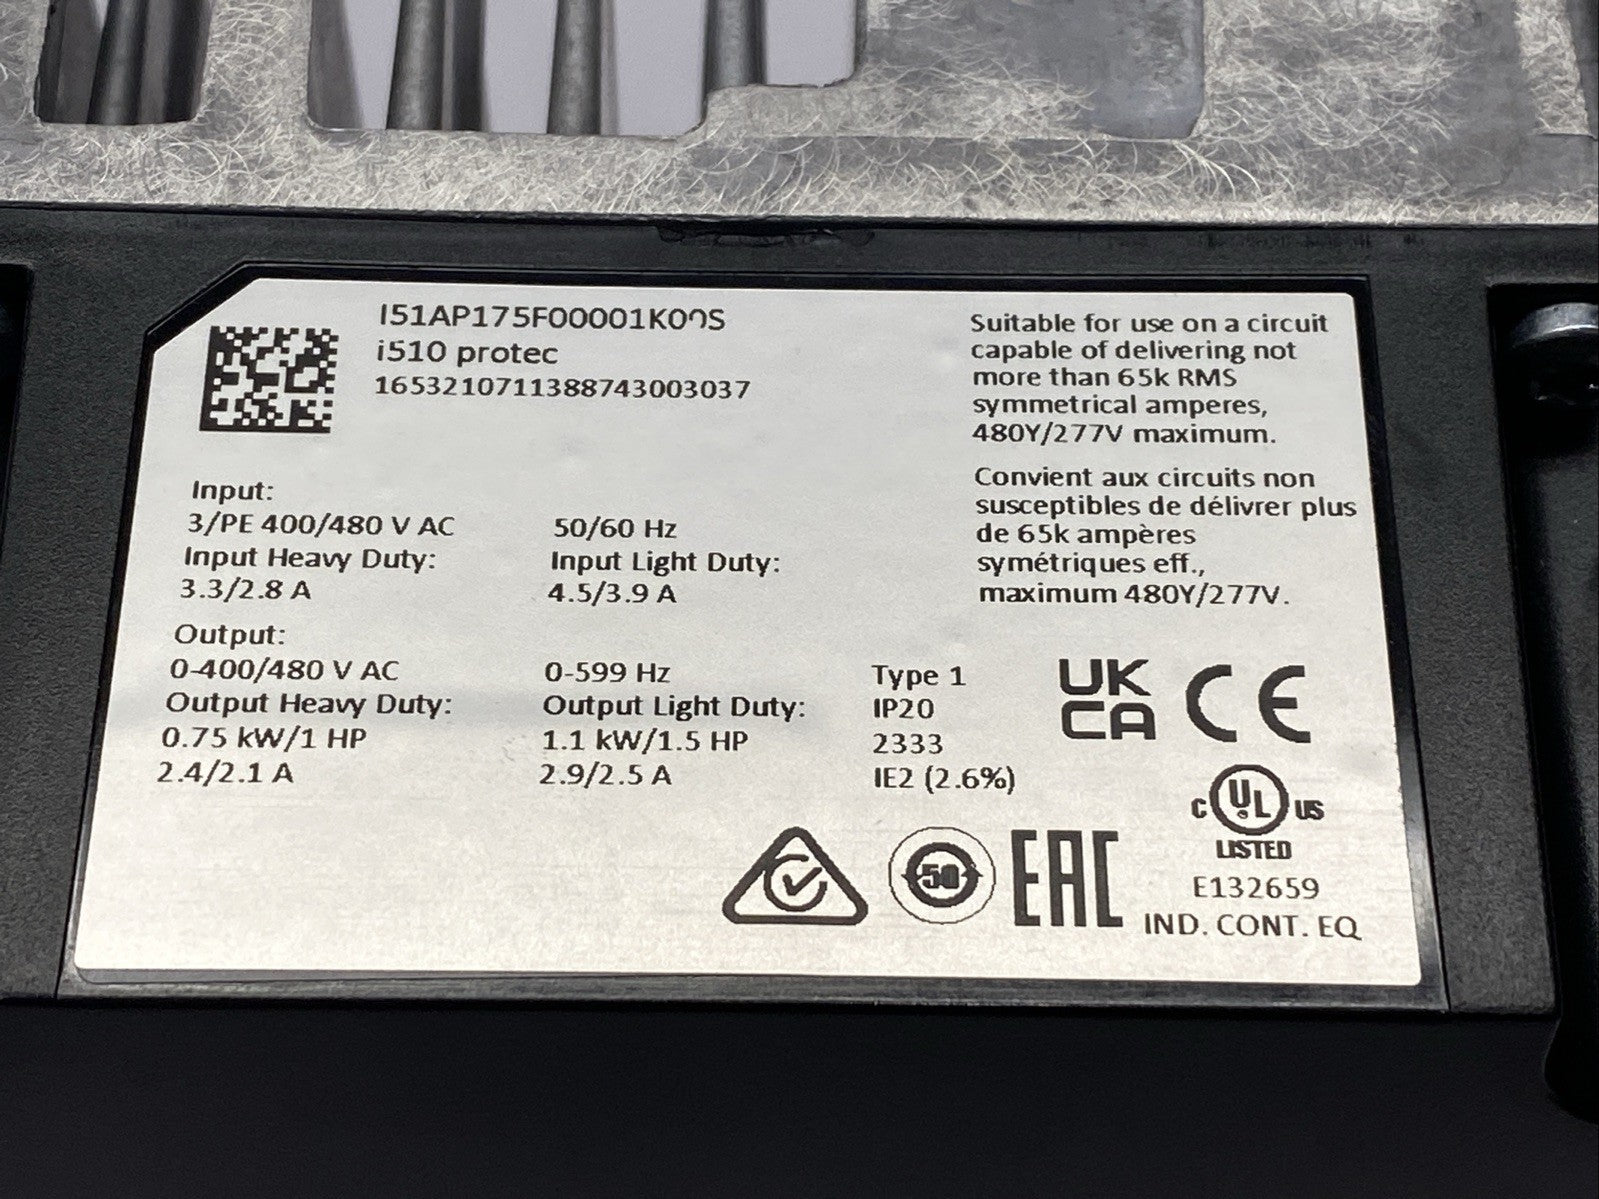 I51AP175F00001K00S
i510 protec
1653210711388743003037
Suitable for use on a circuit
capable of delivering not
more than 65k RMS
symmetrical amperes,
480Y/277V maximum.
Convient aux circuits non
susceptibles de délivrer plus
de 65k ampères
symétriques eff.,
maximum 480Y/277V.
Input:
3/PE 400/480 V AC 50/60 Hz
Input Heavy Duty: Input Light Duty:
3.3/2.8 A 4.5/3.9 A
Output:
0-400/480 V AC 0-599 Hz
Output Heavy Duty: Output Light Duty:
0.75 kW/1 HP 1.1 kW/1.5 HP
2.4/2.1 A 2.9/2.5 A
Type 1
IP20
2333
IE2 (2.6%)
UK
CA
CE
c UL US
LISTED
E132659
IND. CONT. EQ
50
EAC